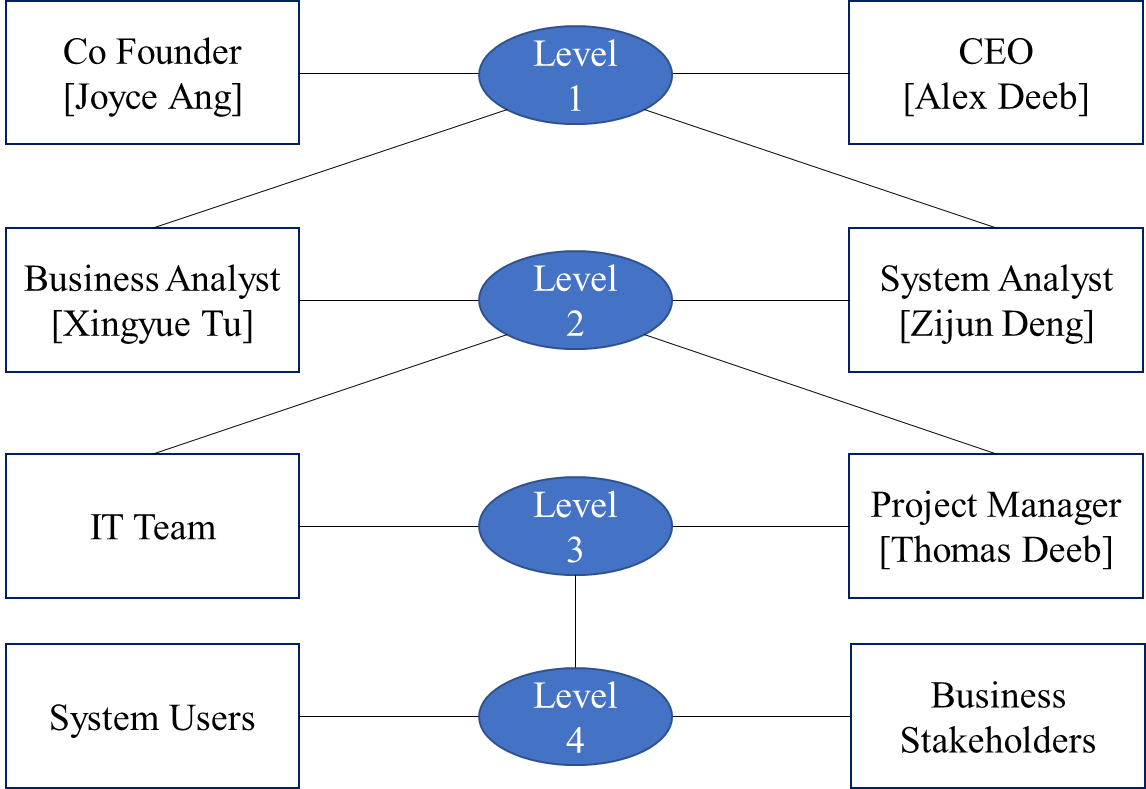 Co Founder
[Joyce Ang]
Level
1
CEO
[Alex Deeb]
Business Analyst
[Xingyue Tu]
Level
2
System Analyst
[Zijun Deng]
IT Team
Level
3
Project Manager
[Thomas Deeb]
System Users
Level
4
Business
Stakeholders